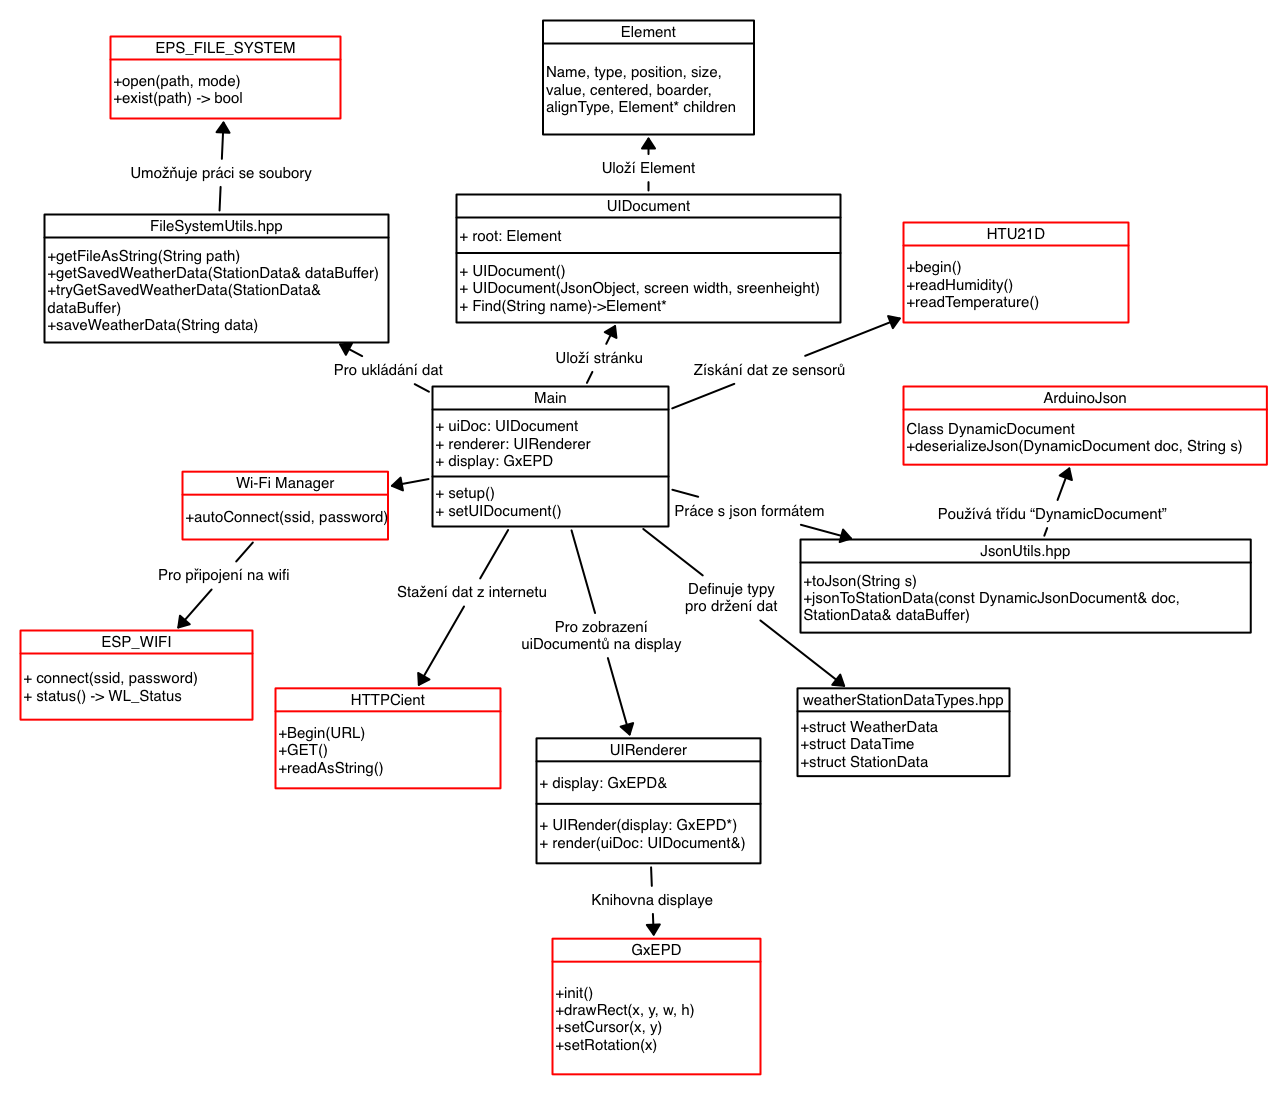 EPS_FILE_SYSTEM
+open(path, mode)
+exist(path) -> bool
Umožňuje práci se soubory
FileSystemUtils.hpp
+getFileAsString(String path)
+getSavedWeatherData(StationData& dataBuffer)
+tryGetSavedWeatherData(StationData&
dataBuffer)
+saveWeatherData(String data)
Pro ukládání dat
Element
Name, type, position, size,
value, centered, boarder,
alignType, Element* children
Uloží Element
UIDocument
+ root: Element
+ UIDocument()
+ UIDocument(JsonObject, screen width, sreenheight)
+ Find(String name)->Element*
Uloží stránku
HTU21D
+begin()
+readHumidity()
+readTemperature()
Získání dat ze sensorů
Main
+ uiDoc: UIDocument
+ renderer: UIRenderer
+ display: GxEPD
+ setup()
+ setUIDocument()
ArduinoJson
Class DynamicDocument
+deserializeJson(DynamicDocument doc, String s)
Používá třídu “DynamicDocument”
Práce s json formátem
JsonUtils.hpp
+toJson(String s)
+jsonToStationData(const DynamicJsonDocument& doc,
StationData& dataBuffer)
Wi-Fi Manager
+autoConnect(ssid, password)
Pro připojení na wifi
ESP_WIFI
+ connect(ssid, password)
+ status() -> WL_Status
Stažení dat z internetu
HTTPCient
+Begin(URL)
+GET()
+readAsString()
Pro zobrazení
uiDocumentů na display
Definuje typy
pro držení dat
weatherStationDataTypes.hpp
+struct WeatherData
+struct DataTime
+struct StationData
UIRenderer
+ display: GxEPD&
+ UIRender(display: GxEPD*)
+ render(uiDoc: UIDocument&)
Knihovna displaye
GxEPD
+init()
+drawRect(x, y, w, h)
+setCursor(x, y)
+setRotation(x)